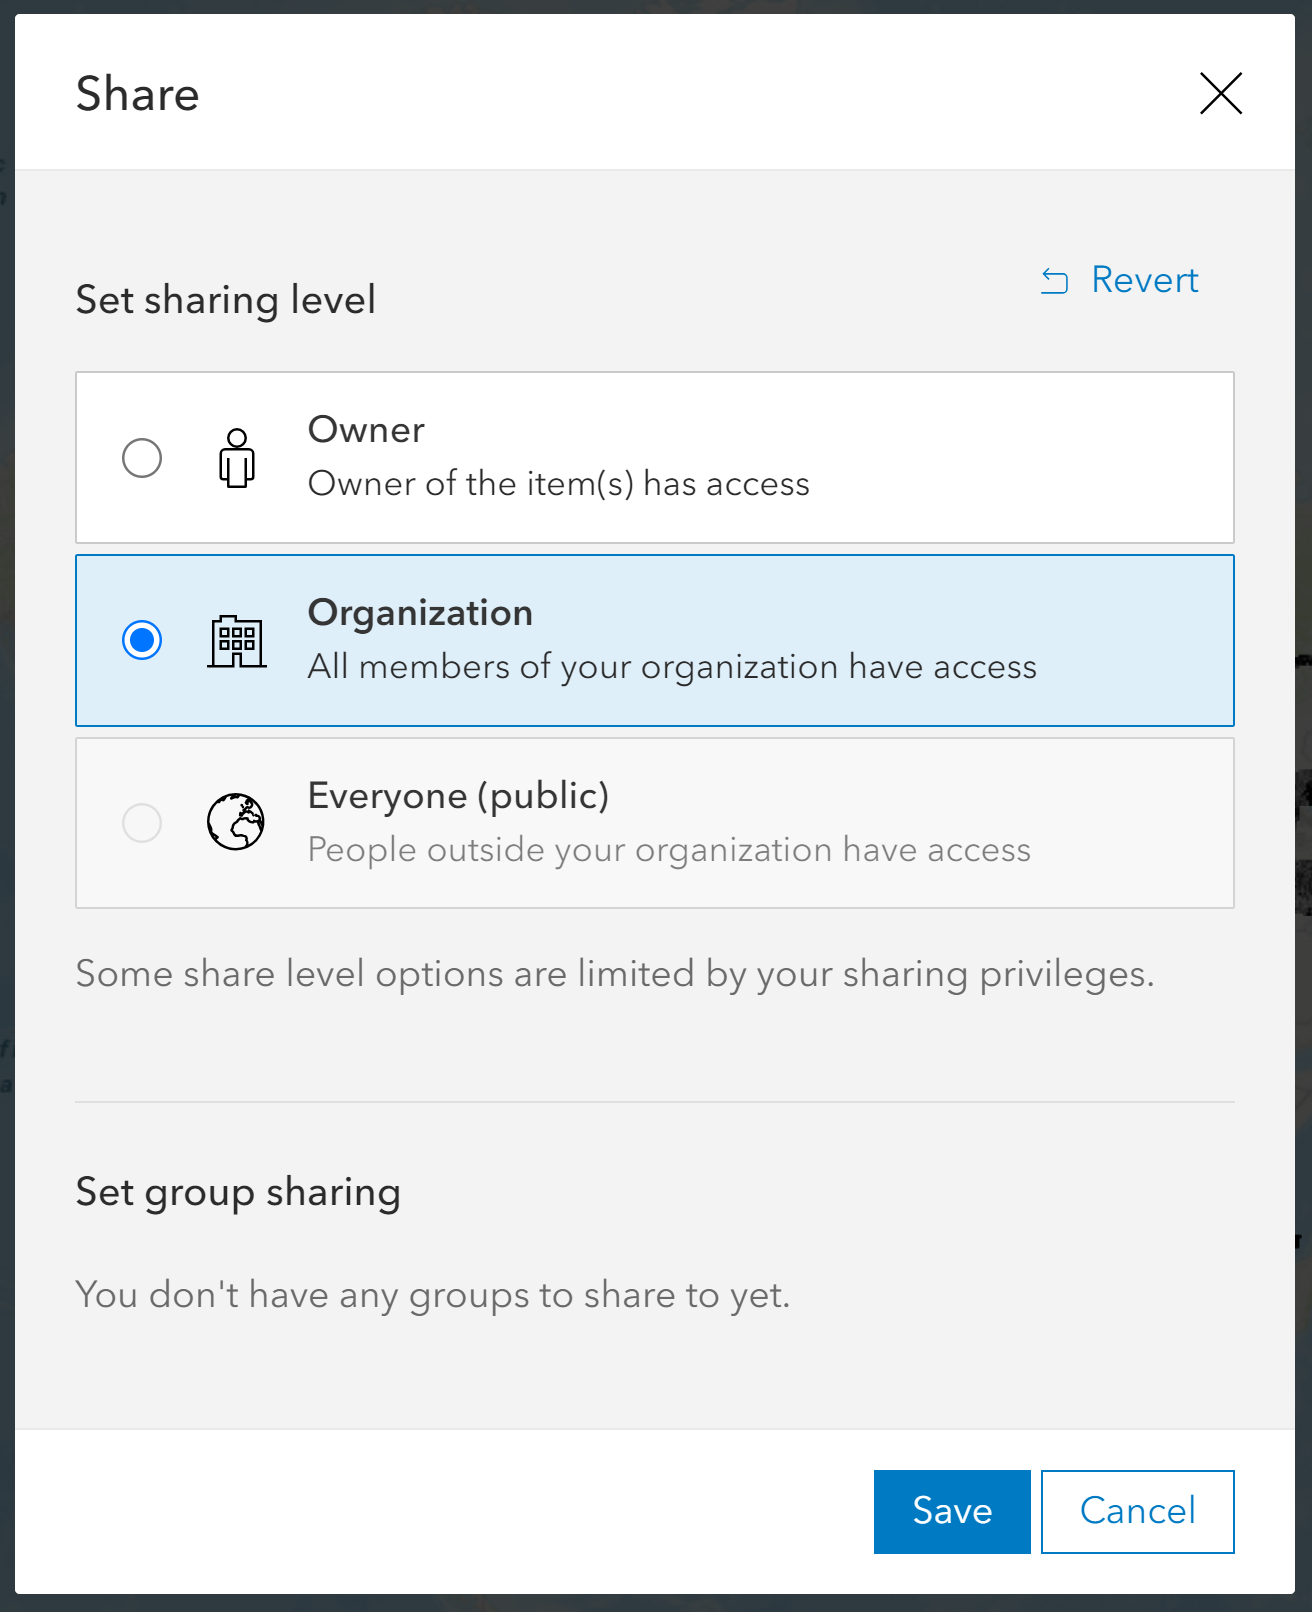 Share
Set sharing level
Revert
Owner
Owner of the item(s) has access
Organization
All members of your organization have access
Everyone (public)
People outside your organization have access
Some share level options are limited by your sharing privileges.
Set group sharing
You don't have any groups to share to yet.
Save
Cancel